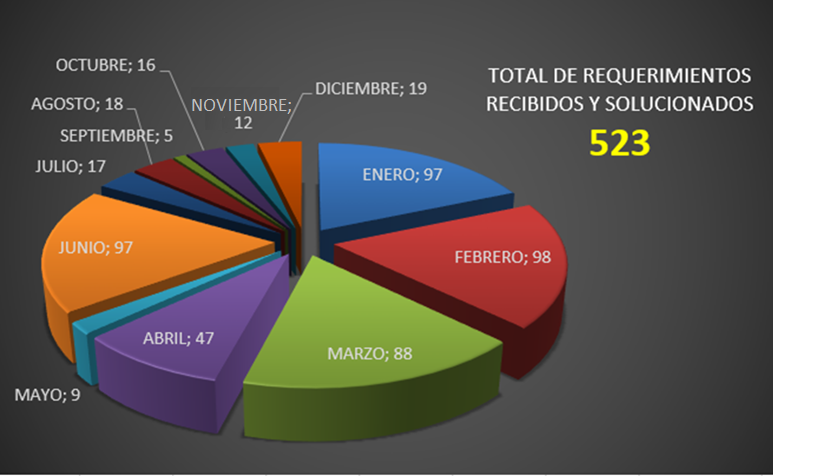 TOTAL DE REQUERIMIENTOS
RECIBIDOS Y SOLUCIONADOS
523
ENERO; 97
FEBRERO; 98
MARZO; 88
ABRIL; 47
MAYO; 9
JUNIO; 97
JULIO; 17
AGOSTO; 18
SEPTIEMBRE; 5
OCTUBRE; 16
NOVIEMBRE;
12
DICIEMBRE; 19